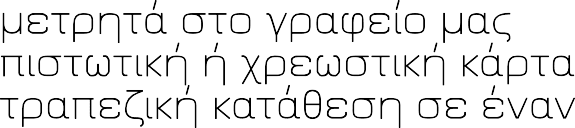 μετρητά στο γραφείο μας
πιστωτική ή χρεωστική κάρτα
τραπεζική κατάθεση σε έναν